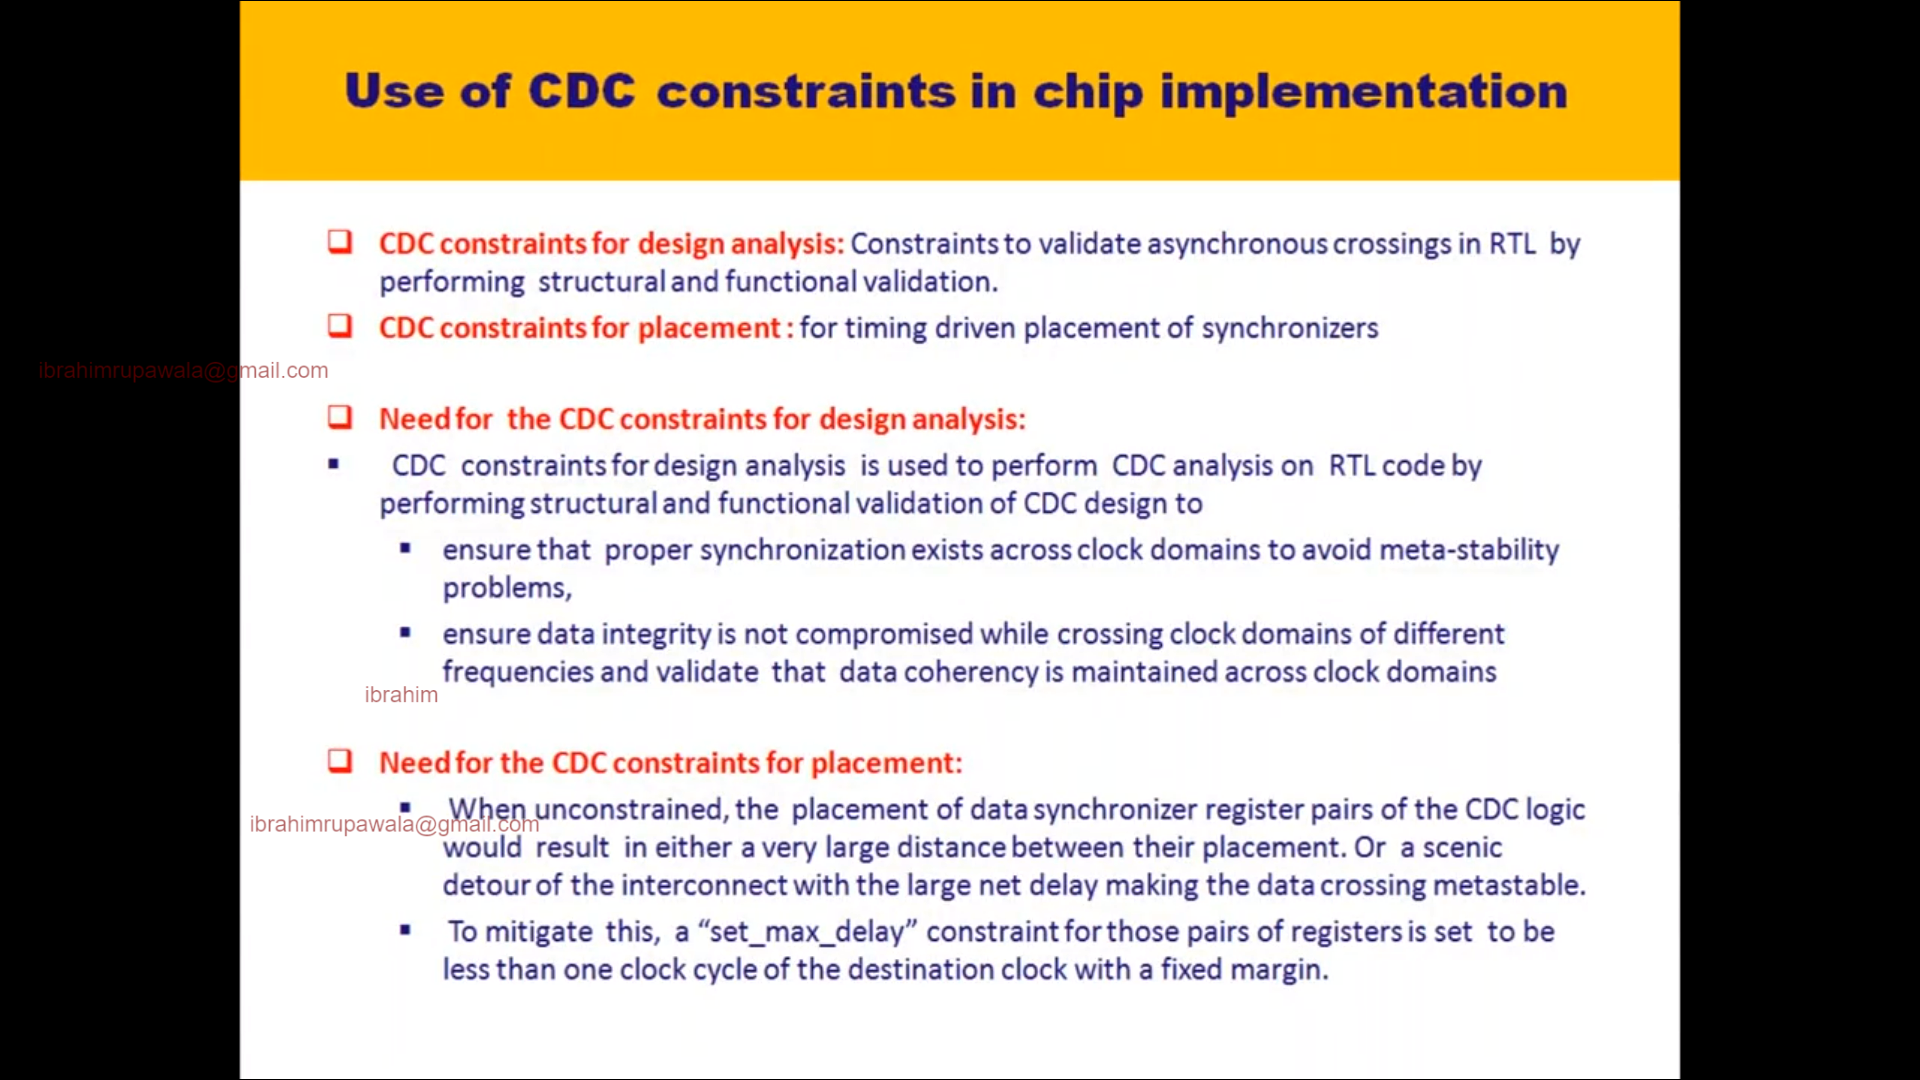 Use of CDC constraints in chip implementation
❑ CDC constraints for design analysis: Constraints to validate asynchronous crossings in RTL by
performing structural and functional validation.
❑ CDC constraints for placement : for timing driven placement of synchronizers
ibrahimrupawala@gmail.com
❑ Need for the CDC constraints for design analysis:
▪ CDC constraints for design analysis is used to perform CDC analysis on RTL code by
performing structural and functional validation of CDC design to
▪ ensure that proper synchronization exists across clock domains to avoid meta-stability
problems,
▪ ensure data integrity is not compromised while crossing clock domains of different
frequencies and validate that data coherency is maintained across clock domains
ibrahim
❑ Need for the CDC constraints for placement:
▪ When unconstrained, the placement of data synchronizer register pairs of the CDC logic
ibrahimrupawala@gmail.com
would result in either a very large distance between their placement. Or a scenic
detour of the interconnect with the large net delay making the data crossing metastable.
▪ To mitigate this, a “set_max_delay” constraint for those pairs of registers is set to be
less than one clock cycle of the destination clock with a fixed margin.